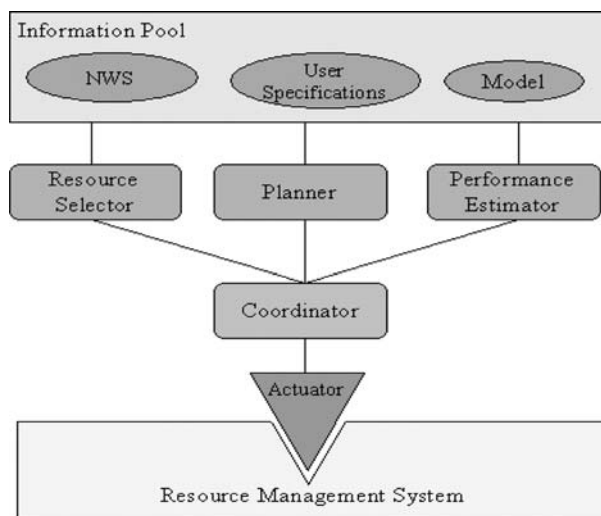 Information Pool
NWS
User
Specifications
Model
Resource
Selector
Planner
Performance
Estimator
Coordinator
Actuator
Resource Management System